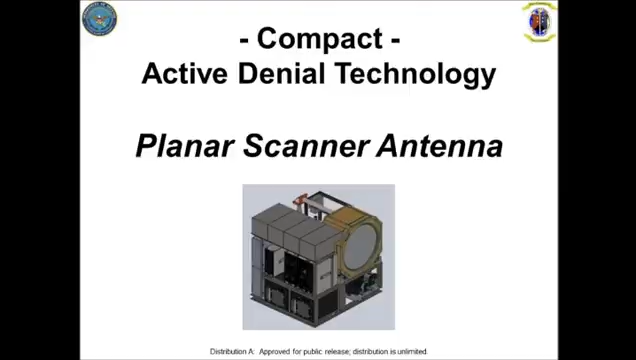 - Compact -
Active Denial Technology
Planar Scanner Antenna
Distribution A: Approved for public release; distribution is unlimited